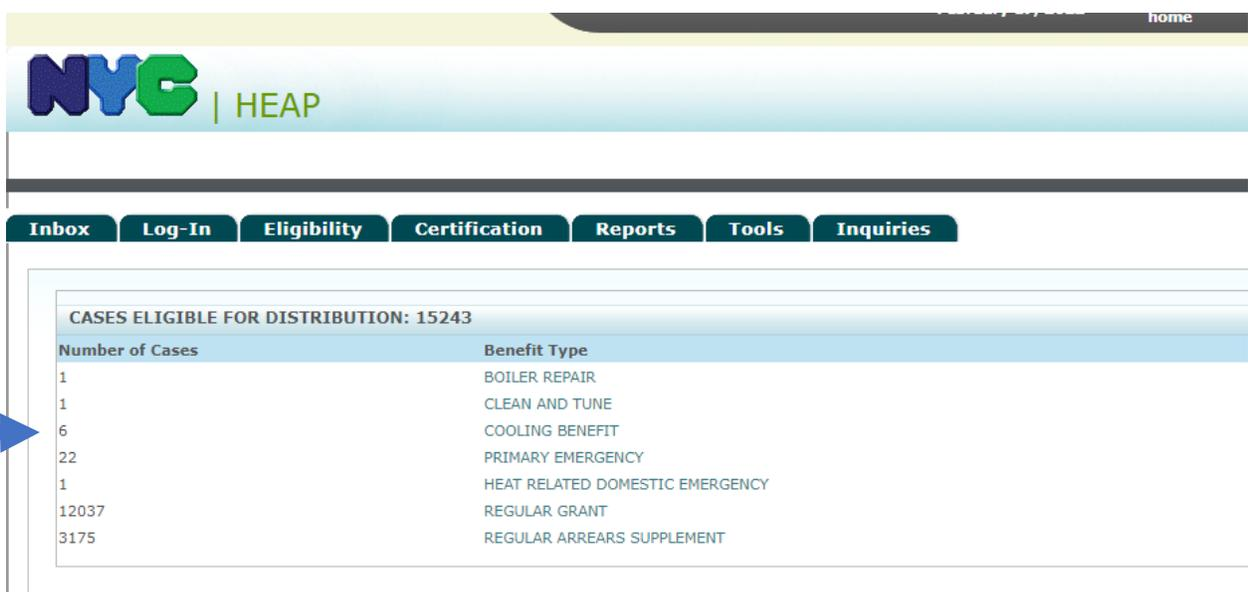 home
NYC | HEAP
Inbox Log-In Eligibility Certification Reports Tools Inquiries
CASES ELIGIBLE FOR DISTRIBUTION: 15243
Number of Cases Benefit Type
1 BOILER REPAIR
1 CLEAN AND TUNE
6 COOLING BENEFIT
22 PRIMARY EMERGENCY
1 HEAT RELATED DOMESTIC EMERGENCY
12037 REGULAR GRANT
3175 REGULAR ARREARS SUPPLEMENT